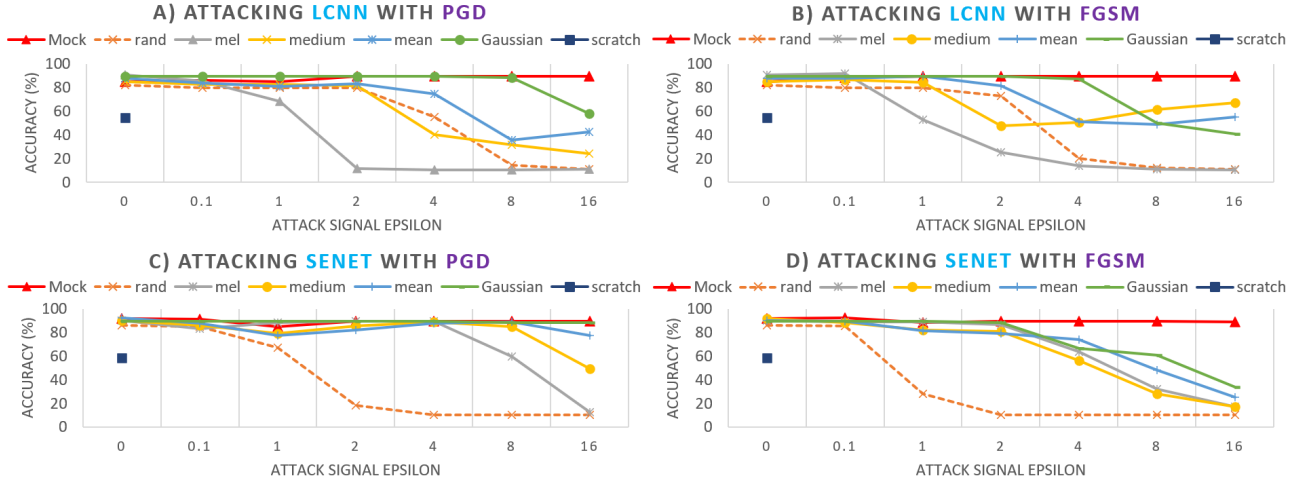 A) ATTACKING LCNN WITH PGD
Mock rand mel medium mean Gaussian scratch
ACCURACY (%)
100
80
60
40
20
0
0 0.1 1 2 4 8 16
ATTACK SIGNAL EPSILON
B) ATTACKING LCNN WITH FGSM
Mock rand mel medium mean Gaussian scratch
ACCURACY (%)
100
80
60
40
20
0
0 0.1 1 2 4 8 16
ATTACK SIGNAL EPSILON
C) ATTACKING SENET WITH PGD
Mock rand mel medium mean Gaussian scratch
ACCURACY (%)
100
80
60
40
20
0
0 0.1 1 2 4 8 16
ATTACK SIGNAL EPSILON
D) ATTACKING SENET WITH FGSM
Mock rand mel medium mean Gaussian scratch
ACCURACY (%)
100
80
60
40
20
0
0 0.1 1 2 4 8 16
ATTACK SIGNAL EPSILON